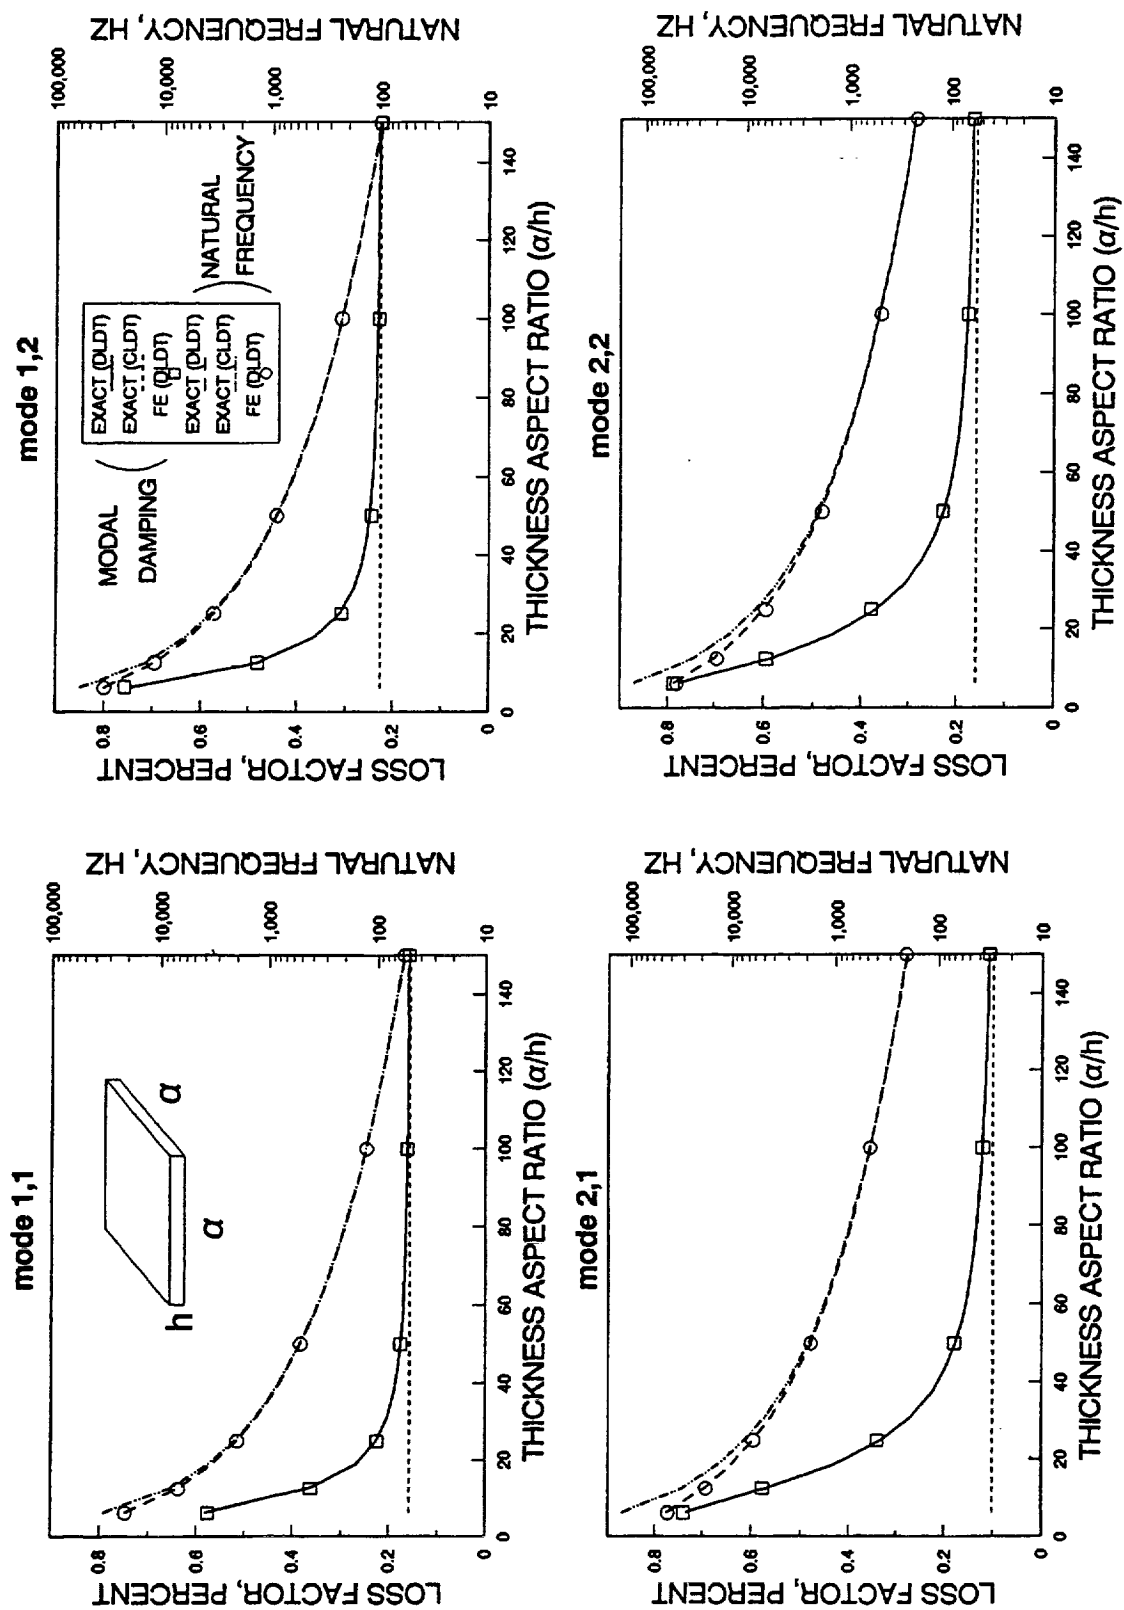 mode 1,1
h
α
α
LOSS FACTOR, PERCENT
0.8
0.6
0.4
0.2
0
0
20
40
60
80
100
120
140
THICKNESS ASPECT RATIO (α/h)
100,000
10,000
1,000
100
10
NATURAL FREQUENCY, HZ
mode 1,2
MODAL
DAMPING
EXACT (DLDT)
EXACT (CLDT)
FE (DLDT)
EXACT (DLDT)
EXACT (CLDT)
FE (DLDT)
NATURAL
FREQUENCY
LOSS FACTOR, PERCENT
0.8
0.6
0.4
0.2
0
0
20
40
60
80
100
120
140
THICKNESS ASPECT RATIO (α/h)
100,000
10,000
1,000
100
10
NATURAL FREQUENCY, HZ
mode 2,1
LOSS FACTOR, PERCENT
0.8
0.6
0.4
0.2
0
0
20
40
60
80
100
120
140
THICKNESS ASPECT RATIO (α/h)
100,000
10,000
1,000
100
10
NATURAL FREQUENCY, HZ
mode 2,2
LOSS FACTOR, PERCENT
0.8
0.6
0.4
0.2
0
0
20
40
60
80
100
120
140
THICKNESS ASPECT RATIO (α/h)
100,000
10,000
1,000
100
10
NATURAL FREQUENCY, HZ